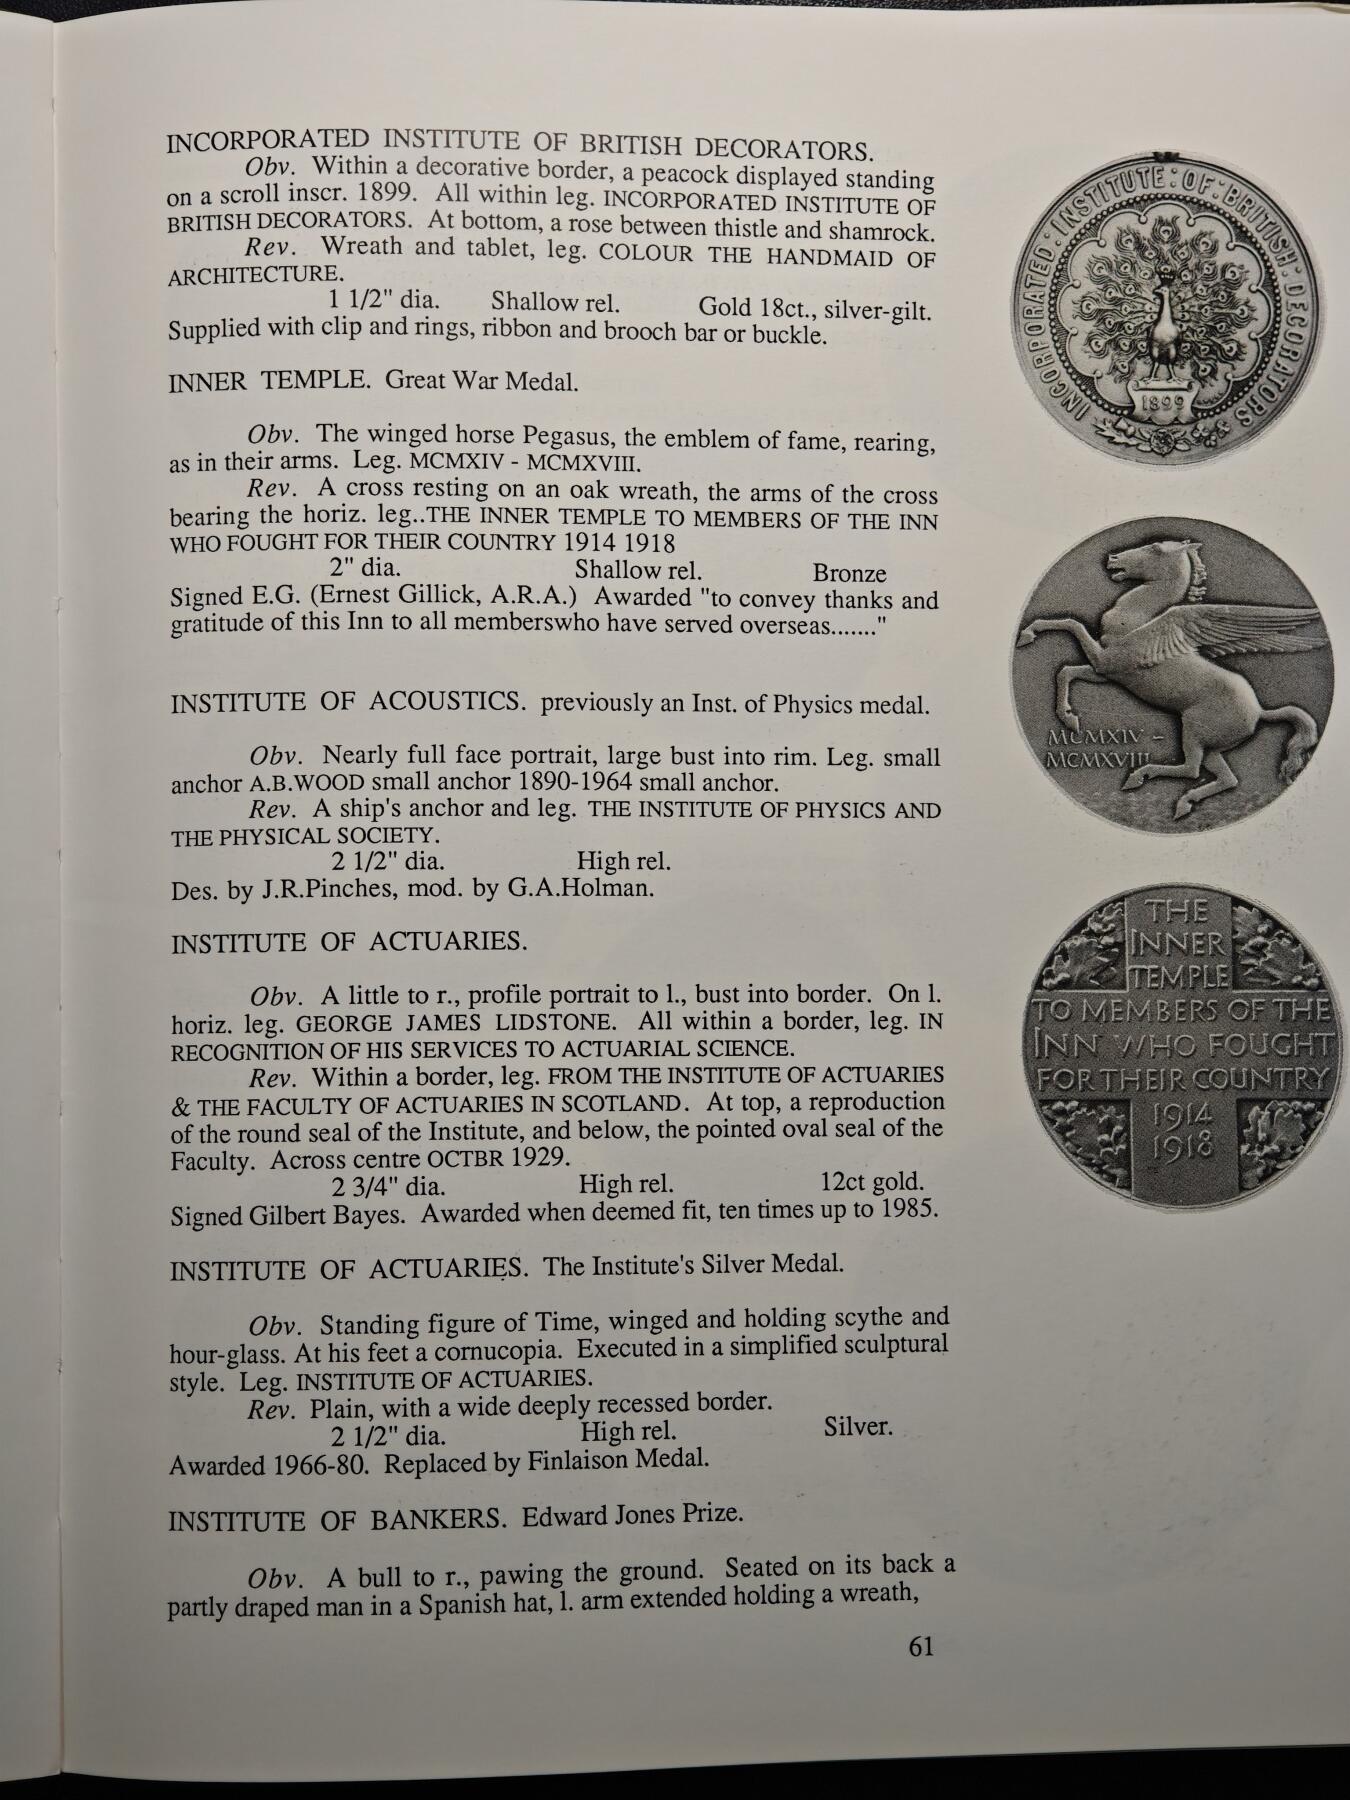 INCORPORATED INSTITUTE OF BRITISH DECORATORS.
Obv. Within a decorative border, a peacock displayed standing
on a scroll inscr. 1899. All within leg. INCORPORATED INSTITUTE OF
BRITISH DECORATORS. At bottom, a rose between thistle and shamrock.
Rev. Wreath and tablet, leg. COLOUR THE HANDMAID OF
ARCHITECTURE.
1 1/2" dia. Shallow rel. Gold 18ct., silver-gilt.
Supplied with clip and rings, ribbon and brooch bar or buckle.
INNER TEMPLE. Great War Medal.
Obv. The winged horse Pegasus, the emblem of fame, rearing,
as in their arms. Leg. MCMXIV - MCMXVIII.
Rev. A cross resting on an oak wreath, the arms of the cross
bearing the horiz. leg..THE INNER TEMPLE TO MEMBERS OF THE INN
WHO FOUGHT FOR THEIR COUNTRY 1914 1918
2" dia. Shallow rel. Bronze
Signed E.G. (Ernest Gillick, A.R.A.) Awarded "to convey thanks and
gratitude of this Inn to all memberswho have served overseas......."
INSTITUTE OF ACOUSTICS. previously an Inst. of Physics medal.
Obv. Nearly full face portrait, large bust into rim. Leg. small
anchor A.B.WOOD small anchor 1890-1964 small anchor.
Rev. A ship's anchor and leg. THE INSTITUTE OF PHYSICS AND
THE PHYSICAL SOCIETY.
2 1/2" dia. High rel.
Des. by J.R.Pinches, mod. by G.A.Holman.
INSTITUTE OF ACTUARIES.
Obv. A little to r., profile portrait to l., bust into border. On l.
horiz. leg. GEORGE JAMES LIDSTONE. All within a border, leg. IN
RECOGNITION OF HIS SERVICES TO ACTUARIAL SCIENCE.
Rev. Within a border, leg. FROM THE INSTITUTE OF ACTUARIES
& THE FACULTY OF ACTUARIES IN SCOTLAND. At top, a reproduction
of the round seal of the Institute, and below, the pointed oval seal of the
Faculty. Across centre OCTBR 1929.
2 3/4" dia. High rel. 12ct gold.
Signed Gilbert Bayes. Awarded when deemed fit, ten times up to 1985.
INSTITUTE OF ACTUARIES. The Institute's Silver Medal.
Obv. Standing figure of Time, winged and holding scythe and
hour-glass. At his feet a cornucopia. Executed in a simplified sculptural
style. Leg. INSTITUTE OF ACTUARIES.
Rev. Plain, with a wide deeply recessed border.
2 1/2" dia. High rel. Silver.
Awarded 1966-80. Replaced by Finlaison Medal.
INSTITUTE OF BANKERS. Edward Jones Prize.
Obv. A bull to r., pawing the ground. Seated on its back a
partly draped man in a Spanish hat, l. arm extended holding a wreath,
61
INCORPORATED: INSTITUTE: OF: BRITISH: DECORATORS
1899
MCMXIV -
MCMXVIII
THE
INNER
TEMPLE
TO MEMBERS OF THE
INN WHO FOUGHT
FOR THEIR COUNTRY
1914
1918